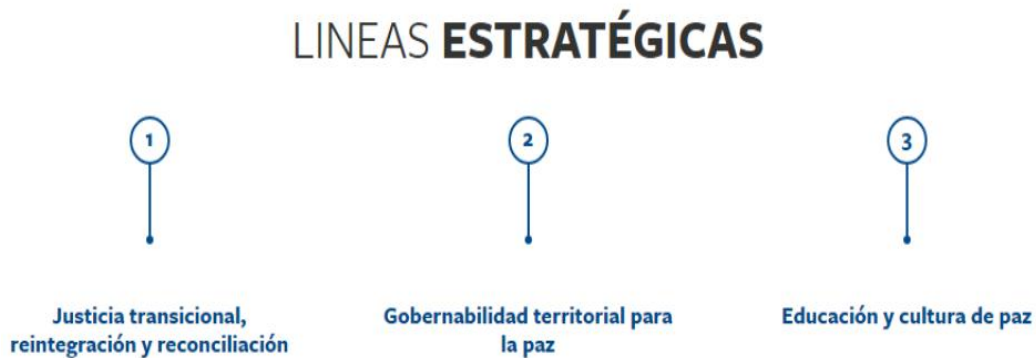 LINEAS ESTRATÉGICAS
1
2
3
Justicia transicional,
reintegración y reconciliación
Gobernabilidad territorial para
la paz
Educación y cultura de paz